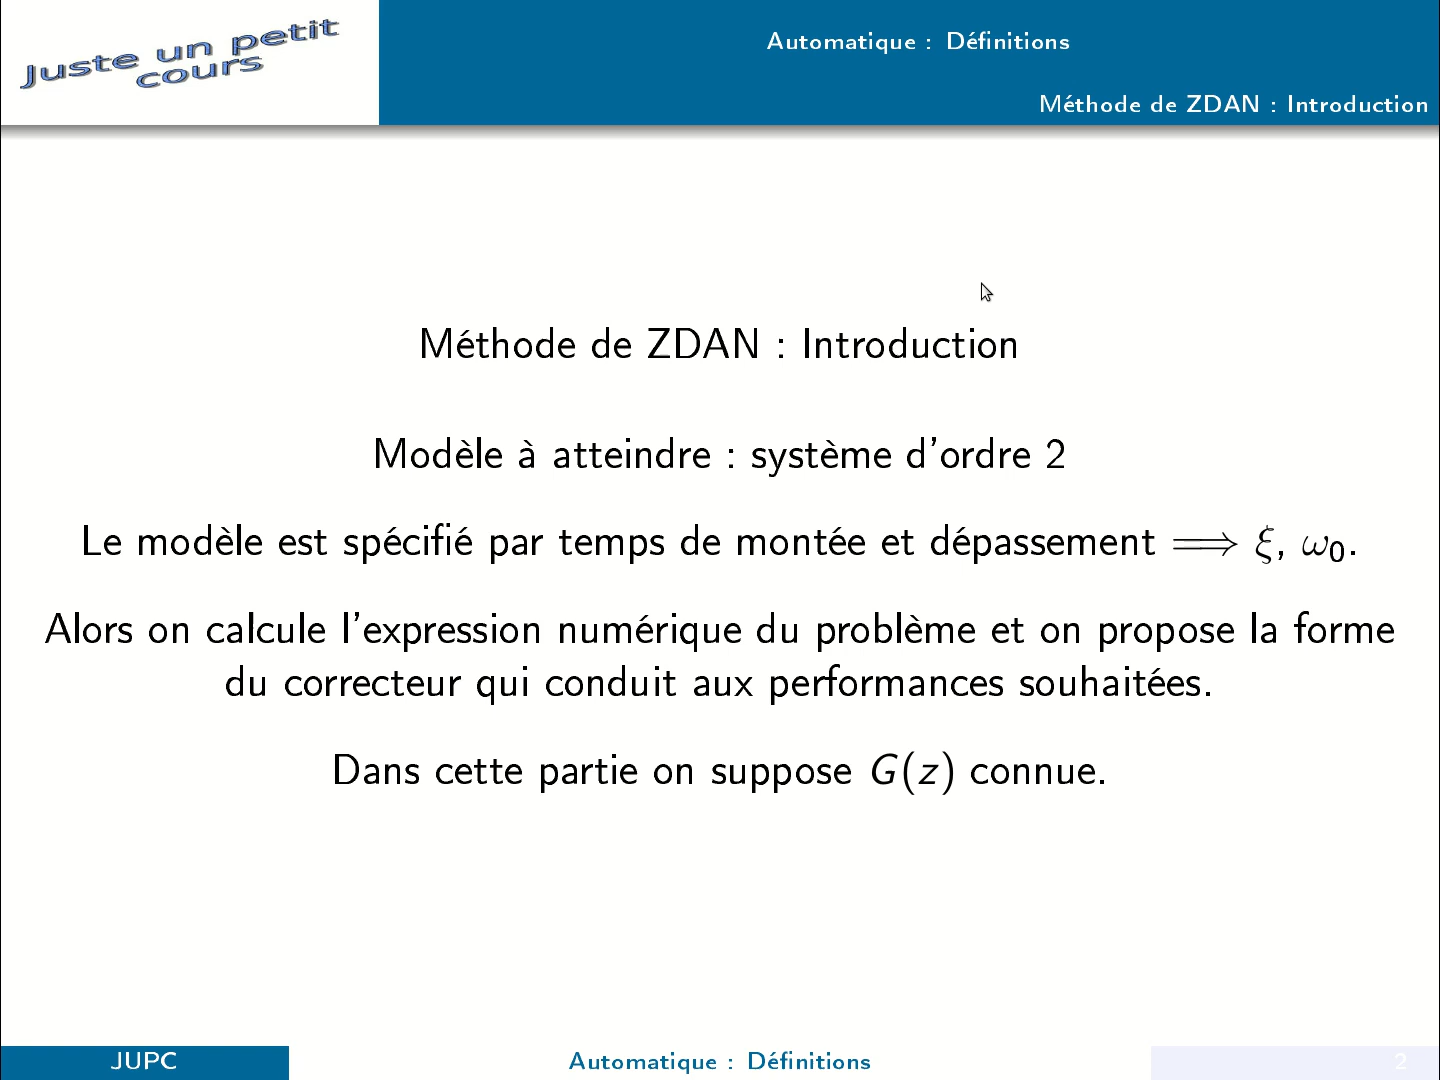 Juste un petit
cours
Automatique : Définitions
Méthode de ZDAN : Introduction
Méthode de ZDAN : Introduction
Modèle à atteindre : système d'ordre 2
Le modèle est spécifié par temps de montée et dépassement ⟹ ξ, ω₀.
Alors on calcule l'expression numérique du problème et on propose la forme
du correcteur qui conduit aux performances souhaitées.
Dans cette partie on suppose G(z) connue.
JUPC
Automatique : Définitions
2